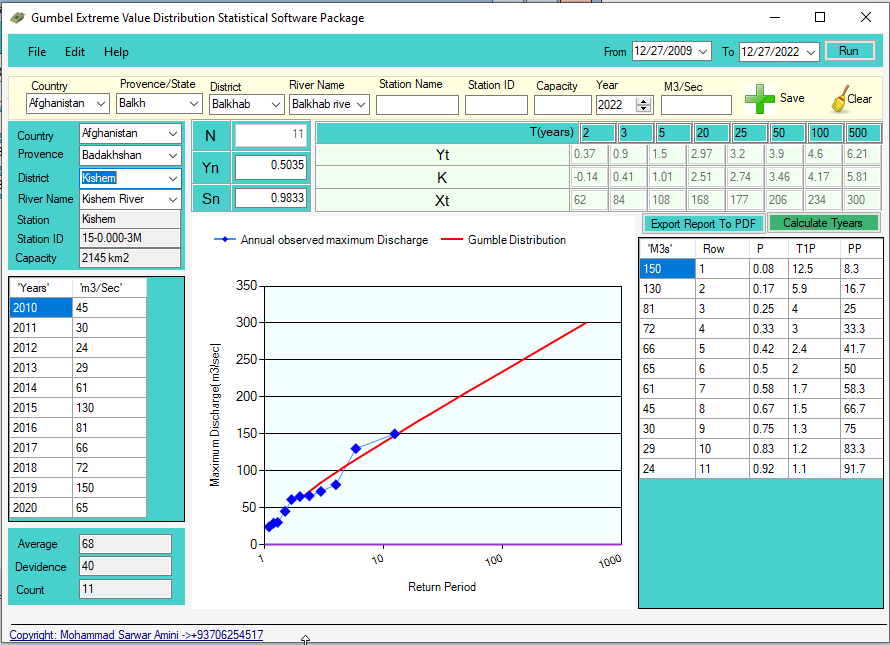 Gumbel Extreme Value Distribution Statistical Software Package
File Edit Help From 12/27/2009 To 12/27/2022 Run
Country Provence/State District River Name Station Name Station ID Capacity Year M3/Sec
Afghanistan Balkh Balkhab Balkhab rive 2022 Save Clear
Country Afghanistan
Provence Badakhshan
District Kishem
River Name Kishem River
Station Kishem
Station ID 15-0.000-3M
Capacity 2145 km2
N 11
Yn 0.5035
Sn 0.9833
T(years) 2 3 5 20 25 50 100 500
Yt 0.37 0.9 1.5 2.97 3.2 3.9 4.6 6.21
K -0.14 0.41 1.01 2.51 2.74 3.46 4.17 5.81
Xt 62 84 108 168 177 206 234 300
Export Report To PDF Calculate Tyears
'Years' 'm3/Sec'
2010 45
2011 30
2012 24
2013 29
2014 61
2015 130
2016 81
2017 66
2018 72
2019 150
2020 65
Average 68
Devidence 40
Count 11
Annual observed maximum Discharge Gumble Distribution
Maximum Discharge[m3/sec]
350
300
250
200
150
100
50
0
1 10 100 1000
Return Period
'M3s' Row P T1P PP
150 1 0.08 12.5 8.3
130 2 0.17 5.9 16.7
81 3 0.25 4 25
72 4 0.33 3 33.3
66 5 0.42 2.4 41.7
65 6 0.5 2 50
61 7 0.58 1.7 58.3
45 8 0.67 1.5 66.7
30 9 0.75 1.3 75
29 10 0.83 1.2 83.3
24 11 0.92 1.1 91.7
Copyright: Mohammad Sarwar Amini ->+93706254517